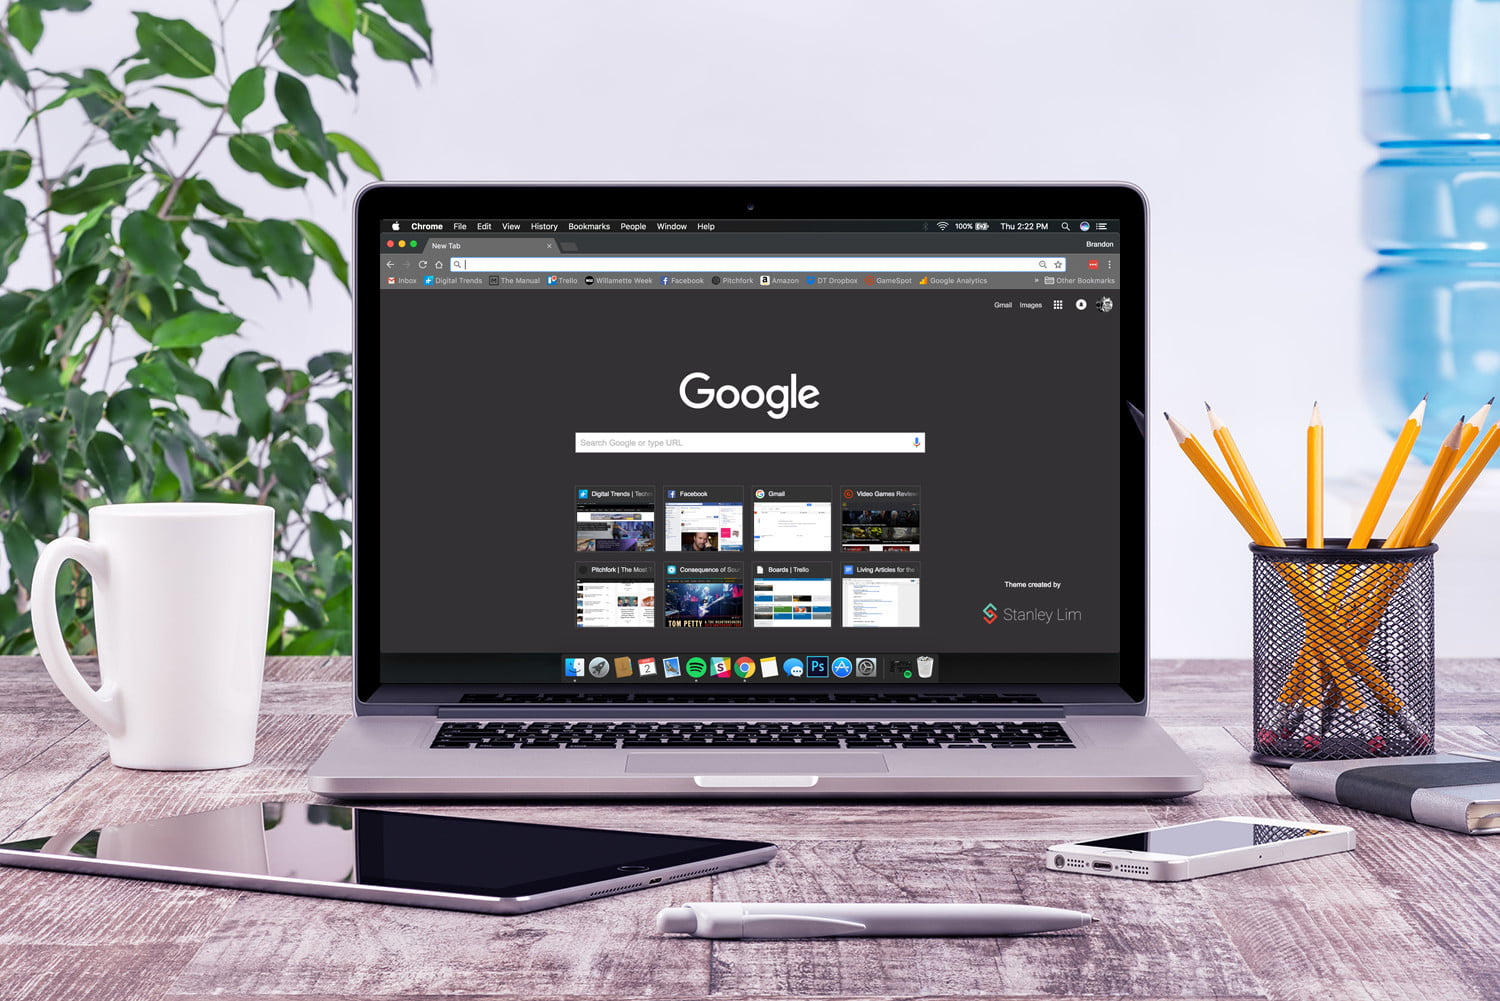 Chrome File Edit View History Bookmarks People Window Help 100% Thu 2:22 PM
New Tab Brandon
Inbox Digital Trends The Manual Trello Willamette Week Facebook Pitchfork Amazon DT Dropbox GameSpot Google Analytics » Other Bookmarks
Gmail Images
Google
Search Google or type URL
Digital Trends | Techn Facebook Gmail Video Games Review
Pitchfork | The Most Consequence of Sou Boards | Trello Living Articles for the
TOM PETTY
Theme created by
Stanley Lim
2 Ps